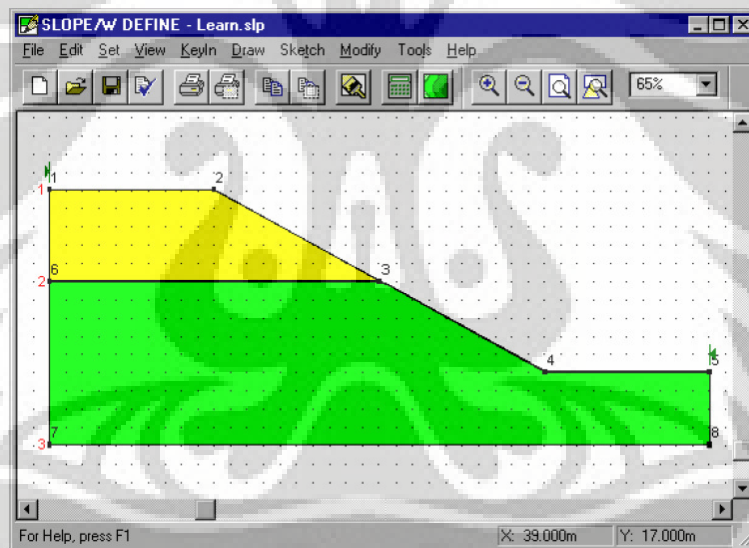 SLOPE/W DEFINE - Learn.slp
File Edit Set View KeyIn Draw Sketch Modify Tools Help
65%
1 2
1
6 3
2
4 5
7 8
3
For Help, press F1 X: 39.000m Y: 17.000m